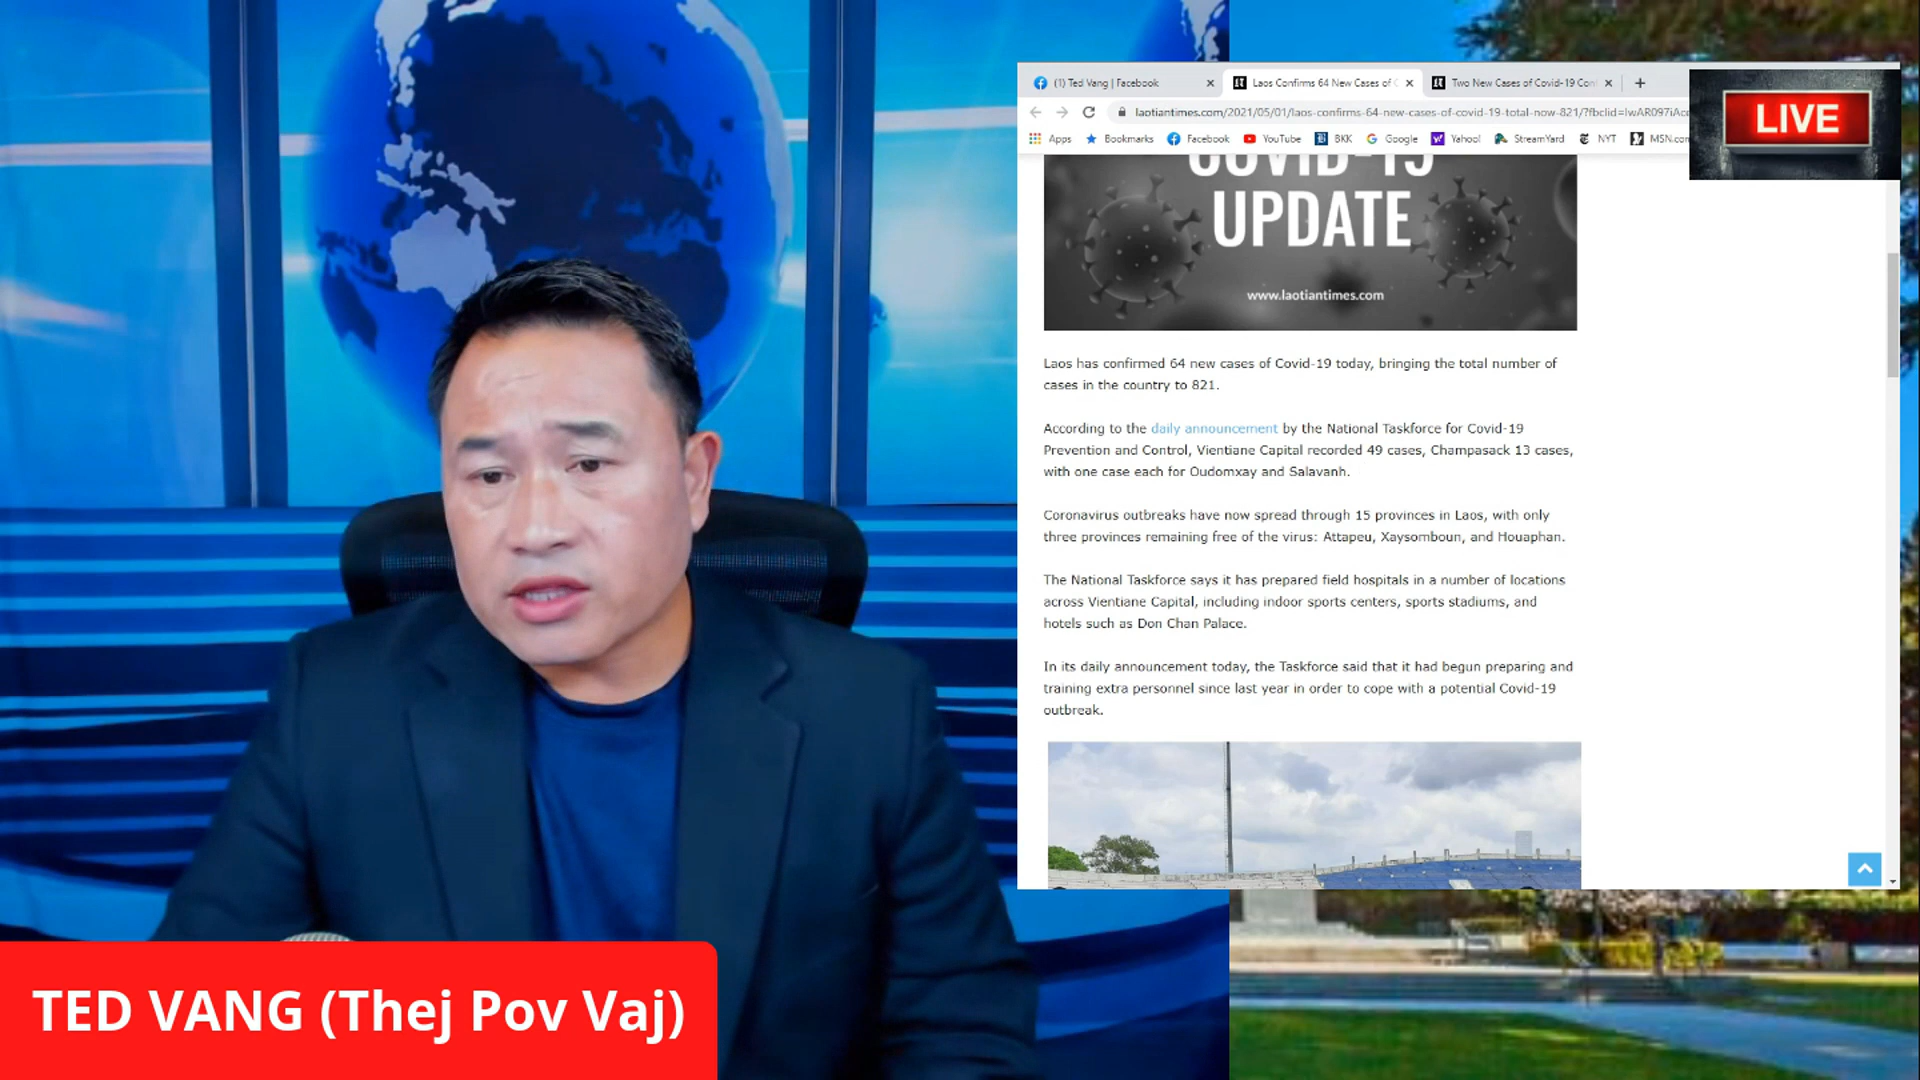 (1) Ted Vang | Facebook
Laos Confirms 64 New Cases of
Two New Cases of Covid-19 Con
laotiantimes.com/2021/05/01/laos-confirms-64-new-cases-of-covid-19-total-now-821/?fbclid=IwAR097iAc
Apps Bookmarks Facebook YouTube BKK Google Yahoo! StreamYard NYT MSN.co
LIVE
COVID-19
UPDATE
www.laotiantimes.com
Laos has confirmed 64 new cases of Covid-19 today, bringing the total number of
cases in the country to 821.
According to the daily announcement by the National Taskforce for Covid-19
Prevention and Control, Vientiane Capital recorded 49 cases, Champasack 13 cases,
with one case each for Oudomxay and Salavanh.
Coronavirus outbreaks have now spread through 15 provinces in Laos, with only
three provinces remaining free of the virus: Attapeu, Xaysomboun, and Houaphan.
The National Taskforce says it has prepared field hospitals in a number of locations
across Vientiane Capital, including indoor sports centers, sports stadiums, and
hotels such as Don Chan Palace.
In its daily announcement today, the Taskforce said that it had begun preparing and
training extra personnel since last year in order to cope with a potential Covid-19
outbreak.
TED VANG (Thej Pov Vaj)